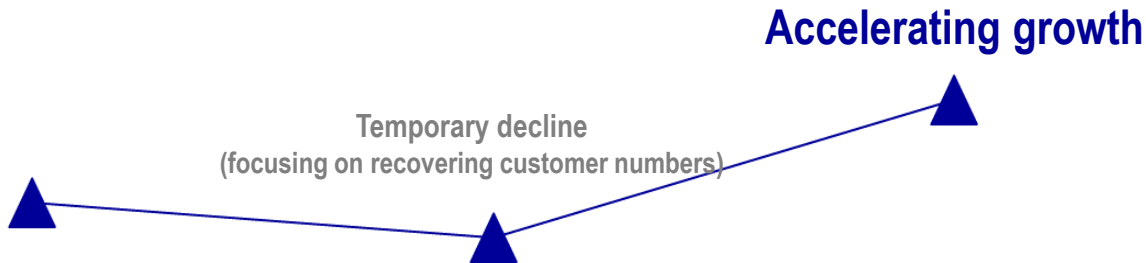 Accelerating growth
Temporary decline
(focusing on recovering customer numbers)